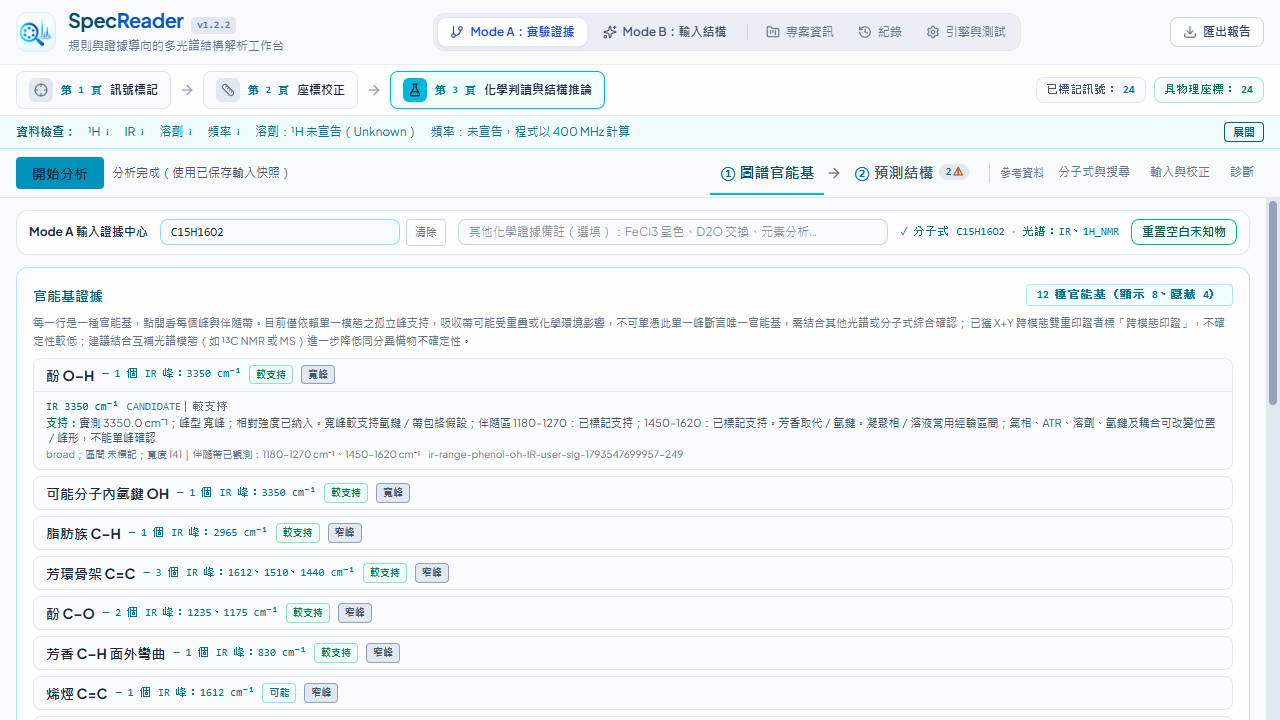 SpecReader v1.2.2
規則與證據導向的多光譜結構解析工作台
Mode A：實驗證據
Mode B：輸入結構
專案資訊
紀錄
引擎與測試
匯出報告
第 1 頁 訊號標記
第 2 頁 座標校正
第 3 頁 化學判讀與結構推論
已標記訊號： 24
具物理座標： 24
資料檢查： ¹H i IR i 溶劑 i 頻率 i 溶劑：¹H 未宣告（Unknown） 頻率：未宣告，程式以 400 MHz 計算
展開
開始分析
分析完成（使用已保存輸入快照）
① 圖譜官能基
→
② 預測結構 2⚠
參考資料
分子式與搜尋
輸入與校正
診斷
Mode A 輸入證據中心
C15H16O2
清除
其他化學證據備註（選填）：FeCl3 呈色、D2O 交換、元素分析…
✓ 分子式 C15H16O2 · 光譜：IR、1H_NMR
重置空白未知物
官能基證據
12 種官能基（顯示 8、隱藏 4）
每一行是一種官能基，點開看每個峰與伴隨帶。目前僅依賴單一模態之孤立峰支持，吸收帶可能受重疊或化學環境影響，不可單憑此單一峰斷言唯一官能基，需結合其他光譜或分子式綜合確認； 已獲 X+Y 跨模態雙重印證者標「跨模態印證」，不確
定性較低；建議結合互補光譜模態（如 ¹³C NMR 或 MS）進一步降低同分異構物不確定性。
酚 O–H — 1 個 IR 峰：3350 cm⁻¹ 較支持 寬峰
IR 3350 cm⁻¹ CANDIDATE| 較支持
支持：實測 3350.0 cm⁻¹；峰型 寬峰；相對強度已納入。寬峰較支持氫鍵 / 帶包絡假設；伴隨區 1180–1270：已標記支持；1450–1620：已標記支持。芳香取代 / 氫鍵。凝聚相 / 溶液常用經驗區間；氣相、ATR、溶劑、氫鍵及耦合可改變位置
/ 峰形，不能單峰確認
broad；區間 未標記；寬度 141 | 伴隨帶已觀測：1180–1270 cm⁻¹、1450–1620 cm⁻¹ ir-range-phenol-oh-IR-user-sig-1793547699957-249
可能分子內氫鍵 OH — 1 個 IR 峰：3350 cm⁻¹ 較支持 寬峰
脂肪族 C–H — 1 個 IR 峰：2965 cm⁻¹ 較支持 窄峰
芳環骨架 C=C — 3 個 IR 峰：1612、1510、1440 cm⁻¹ 較支持 窄峰
酚 C–O — 2 個 IR 峰：1235、1175 cm⁻¹ 較支持 窄峰
芳香 C–H 面外彎曲 — 1 個 IR 峰：830 cm⁻¹ 較支持 窄峰
烯烴 C=C — 1 個 IR 峰：1612 cm⁻¹ 可能 窄峰